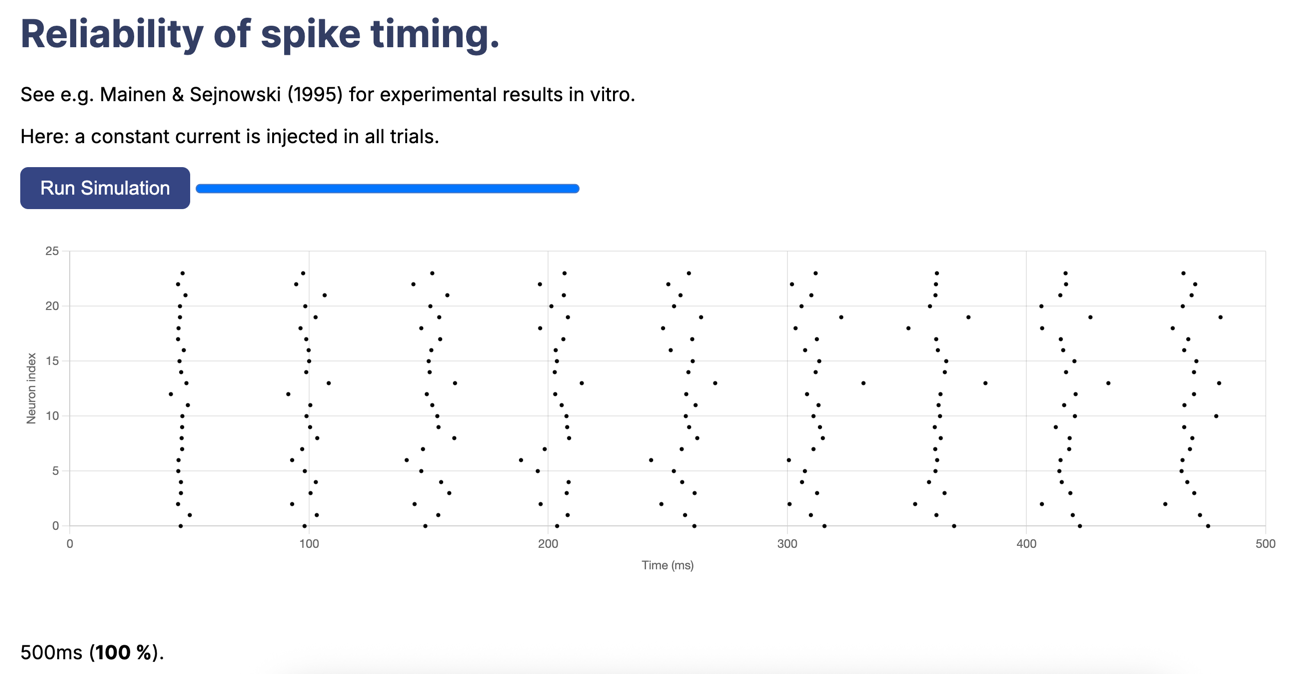 Reliability of spike timing.
See e.g. Mainen & Sejnowski (1995) for experimental results in vitro.
Here: a constant current is injected in all trials.
Run Simulation
25
20
15
10
5
0
Neuron index
0 100 200 300 400 500
Time (ms)
500ms (100 %).